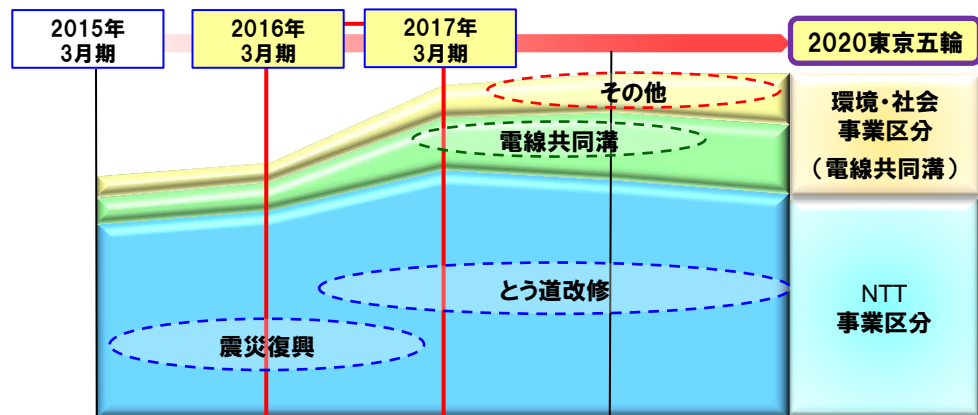 2015年
3月期
2016年
3月期
2017年
3月期
2020東京五輪
その他
電線共同溝
環境・社会
事業区分
（電線共同溝）
とう道改修
震災復興
NTT
事業区分